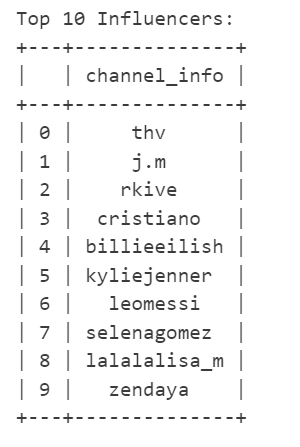 Top 10 Influencers:
+---+--------------+
|   | channel_info |
+---+--------------+
| 0 |     thv      |
| 1 |     j.m      |
| 2 |    rkive     |
| 3 |  cristiano   |
| 4 | billieeilish |
| 5 | kyliejenner  |
| 6 |   leomessi   |
| 7 | selenagomez  |
| 8 | lalalalisa_m |
| 9 |   zendaya    |
+---+--------------+